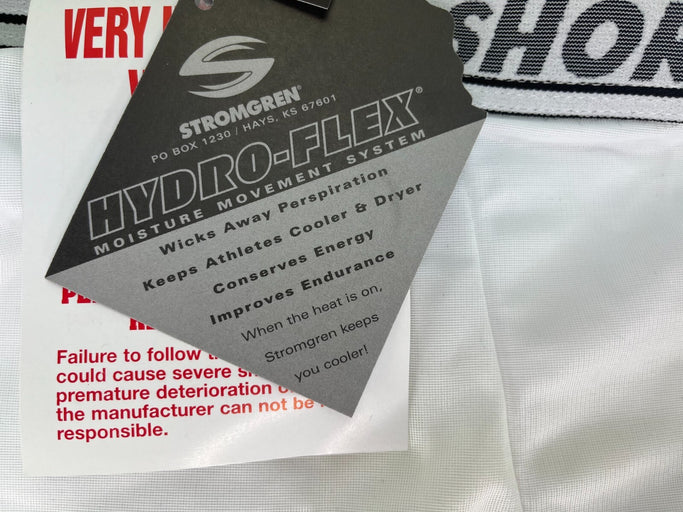 VERY
SHOR
STROMGREN®
PO BOX 1230 / HAYS, KS 67601
HYDRO-FLEX®
MOISTURE MOVEMENT SYSTEM
Wicks Away Perspiration
Keeps Athletes Cooler & Dryer
Conserves Energy
Improves Endurance
When the heat is on,
Stromgren keeps
you cooler!
Failure to follow
could cause severe
premature deterioration
the manufacturer can not be
responsible.